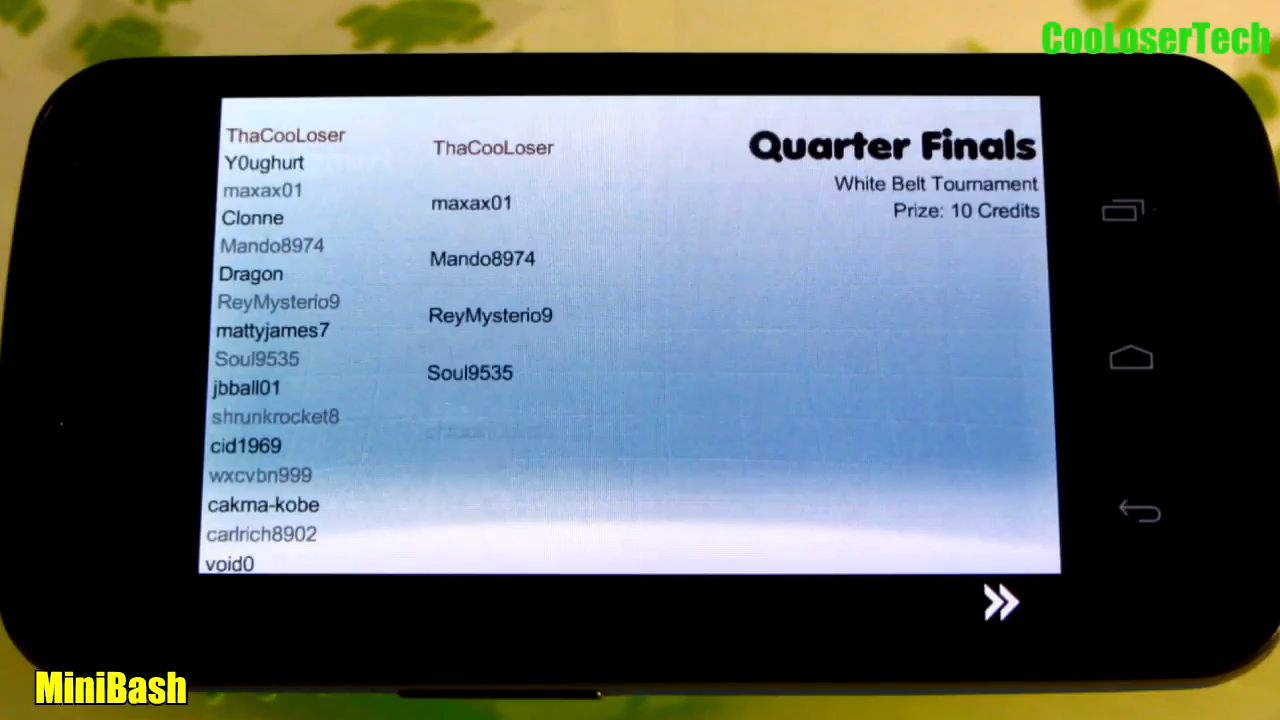 CooLoserTech
ThaCooLoser
Y0ughurt
maxax01
Clonne
Mando8974
Dragon
ReyMysterio9
mattyjames7
Soul9535
jbball01
shrunkrocket8
cid1969
wxcvbn999
cakma-kobe
carlrich8902
void0
ThaCooLoser
maxax01
Mando8974
ReyMysterio9
Soul9535
Quarter Finals
White Belt Tournament
Prize: 10 Credits
MiniBash